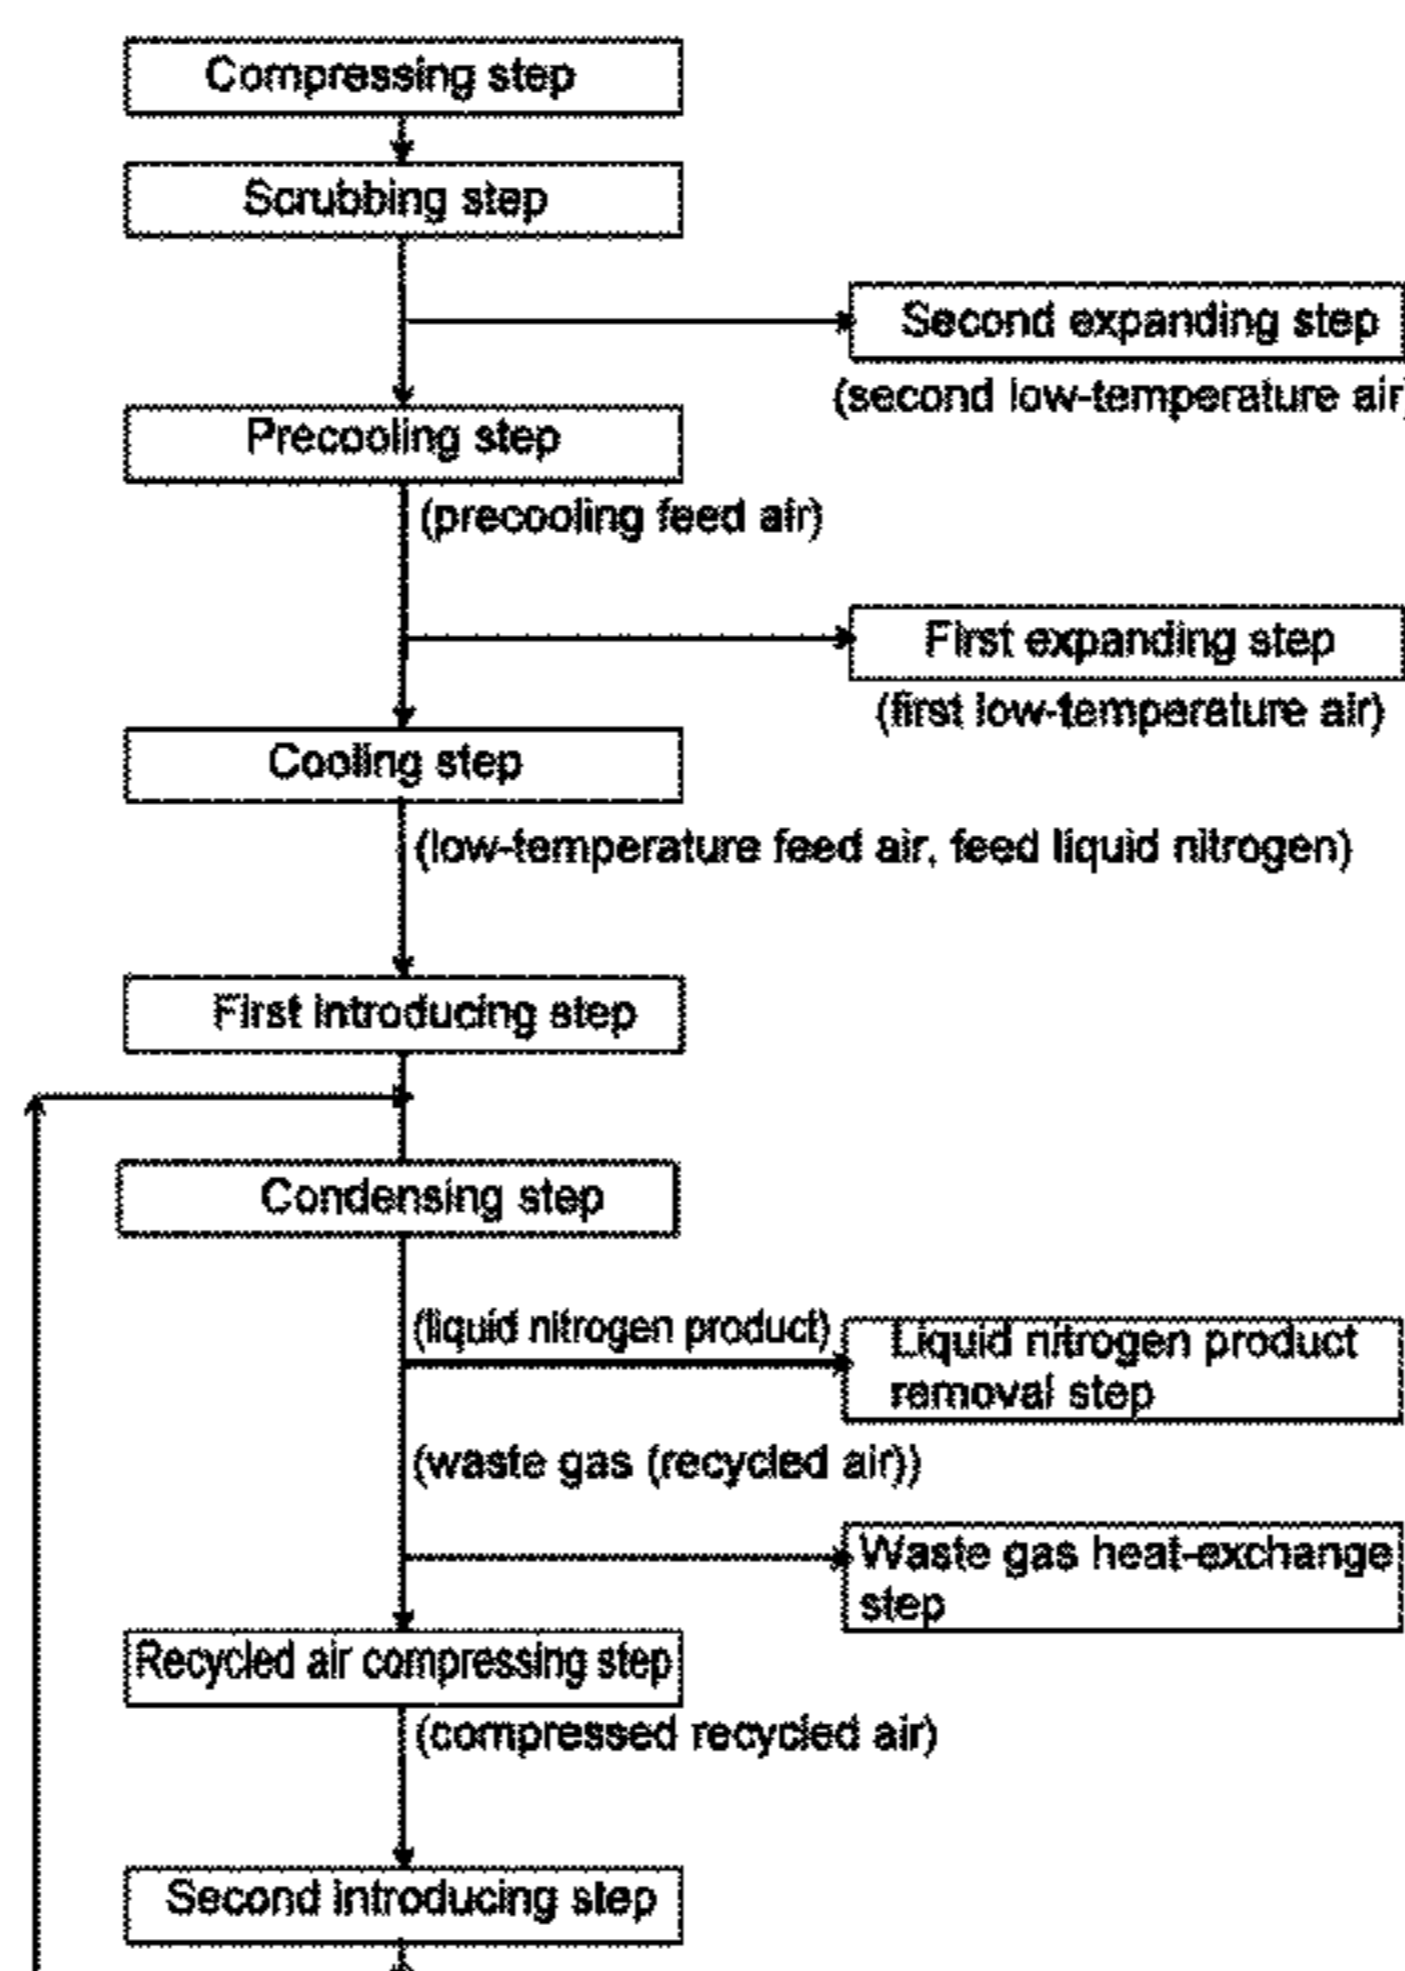 Compressing step
Scrubbing step
Second expanding step
(second low-temperature air)
Precooling step
(precooling feed air)
First expanding step
(first low-temperature air)
Cooling step
(low-temperature feed air, feed liquid nitrogen)
First introducing step
Condensing step
(liquid nitrogen product)
Liquid nitrogen product
removal step
(waste gas (recycled air))
Waste gas heat-exchange
step
Recycled air compressing step
(compressed recycled air)
Second introducing step